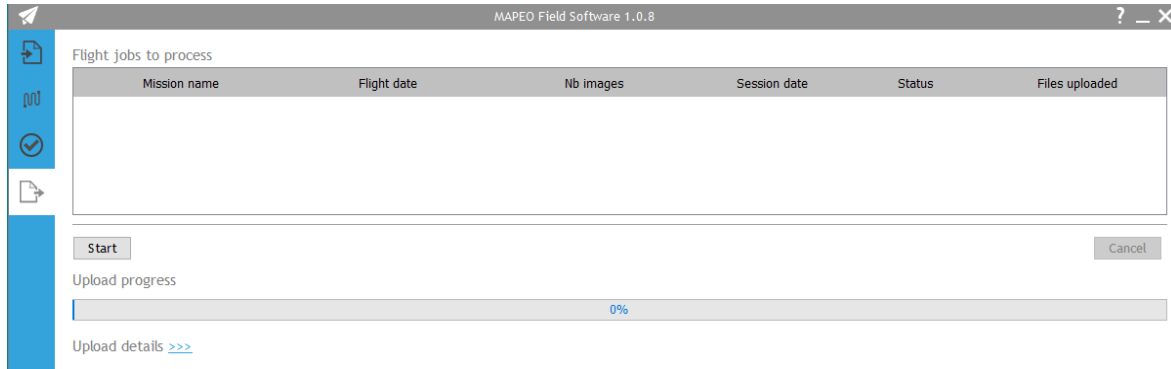 MAPEO Field Software 1.0.8 ? _ X
Flight jobs to process
Mission name Flight date Nb images Session date Status Files uploaded
Start Cancel
Upload progress
0%
Upload details >>>